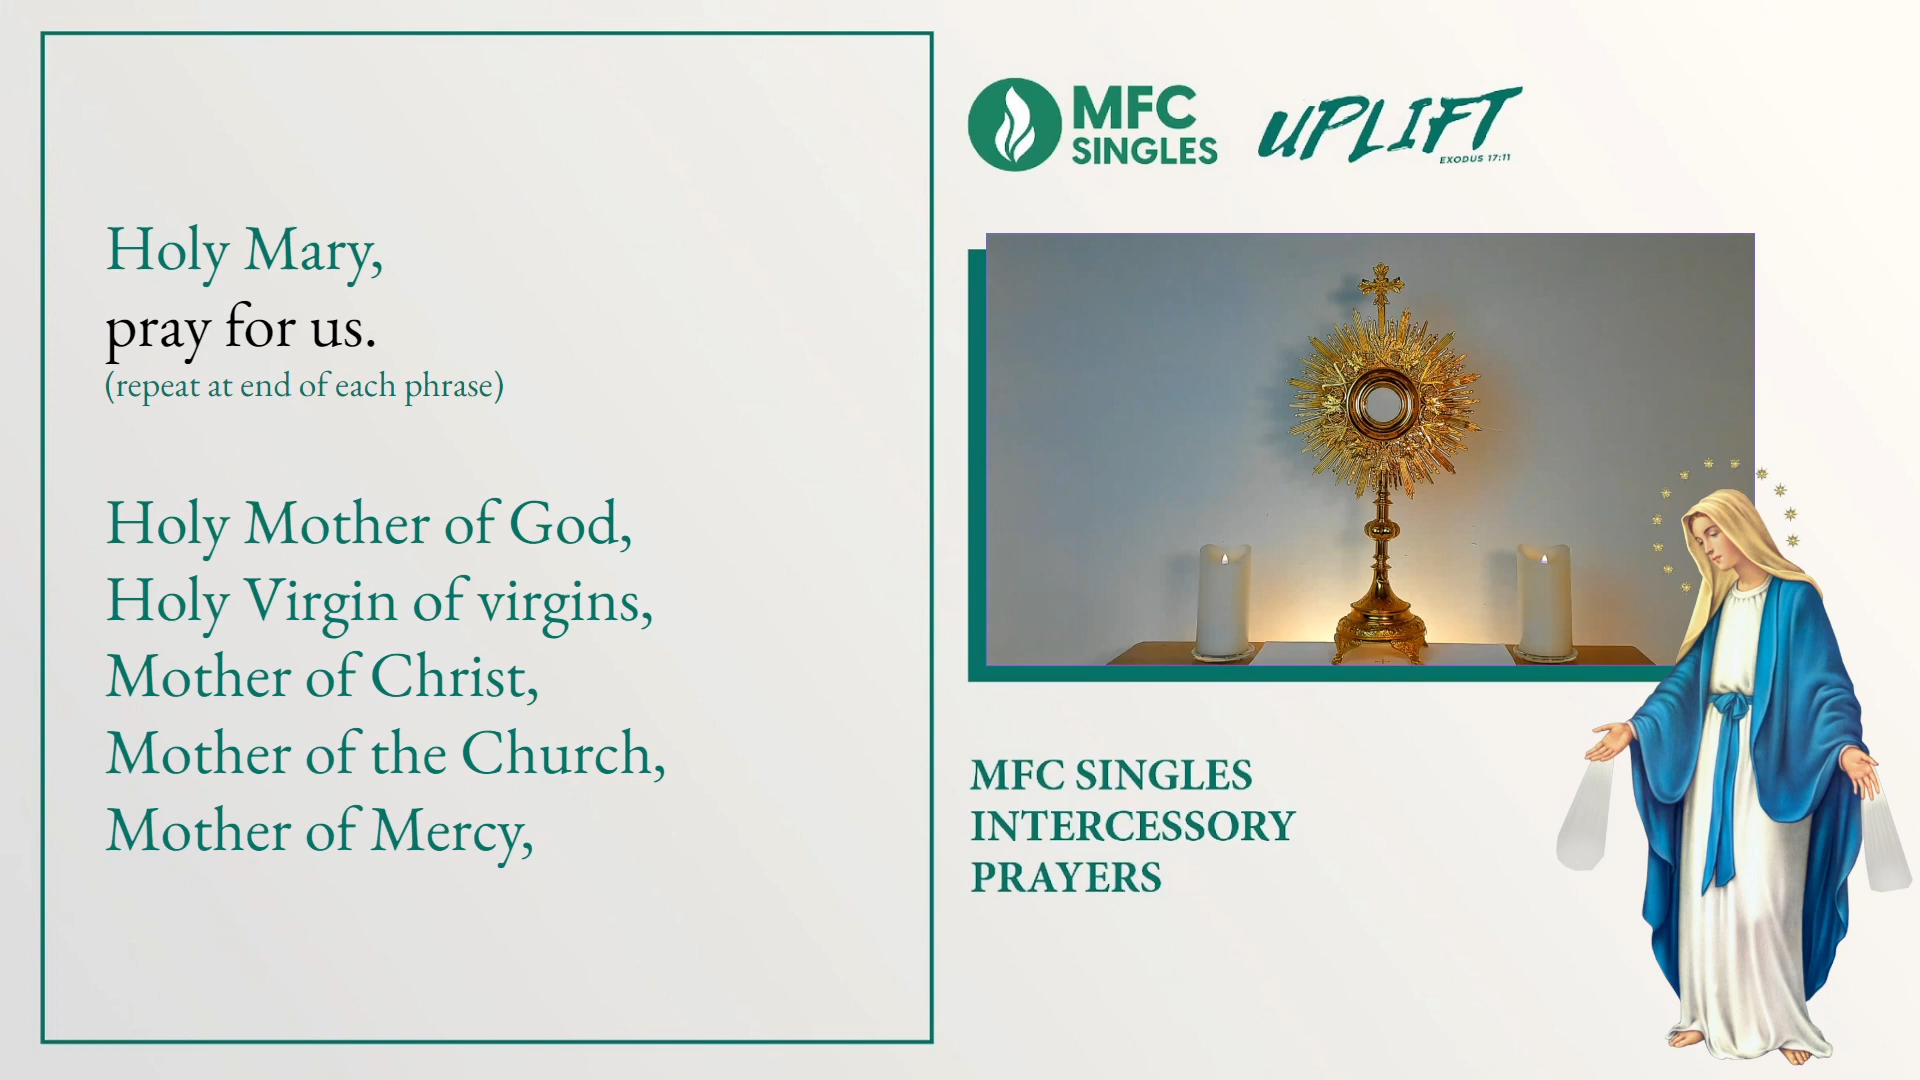 Holy Mary,
pray for us.
(repeat at end of each phrase)
Holy Mother of God,
Holy Virgin of virgins,
Mother of Christ,
Mother of the Church,
Mother of Mercy,
MFC
SINGLES
UPLIFT
EXODUS 17:11
MFC SINGLES
INTERCESSORY
PRAYERS